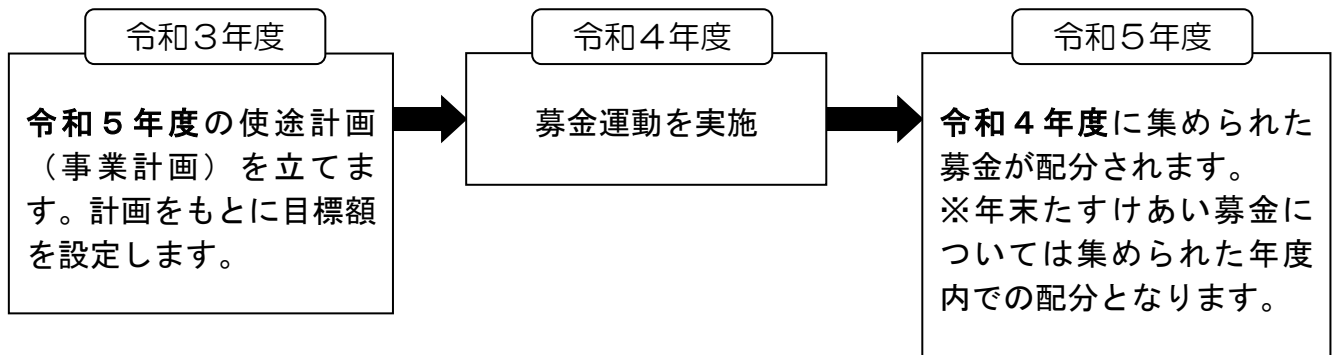 令和３年度
令和５年度の使途計画
（事業計画）を立てま
す。計画をもとに目標額
を設定します。
令和４年度
募金運動を実施
令和５年度
令和４年度に集められた
募金が配分されます。
※年末たすけあい募金に
ついては集められた年度
内での配分となります。